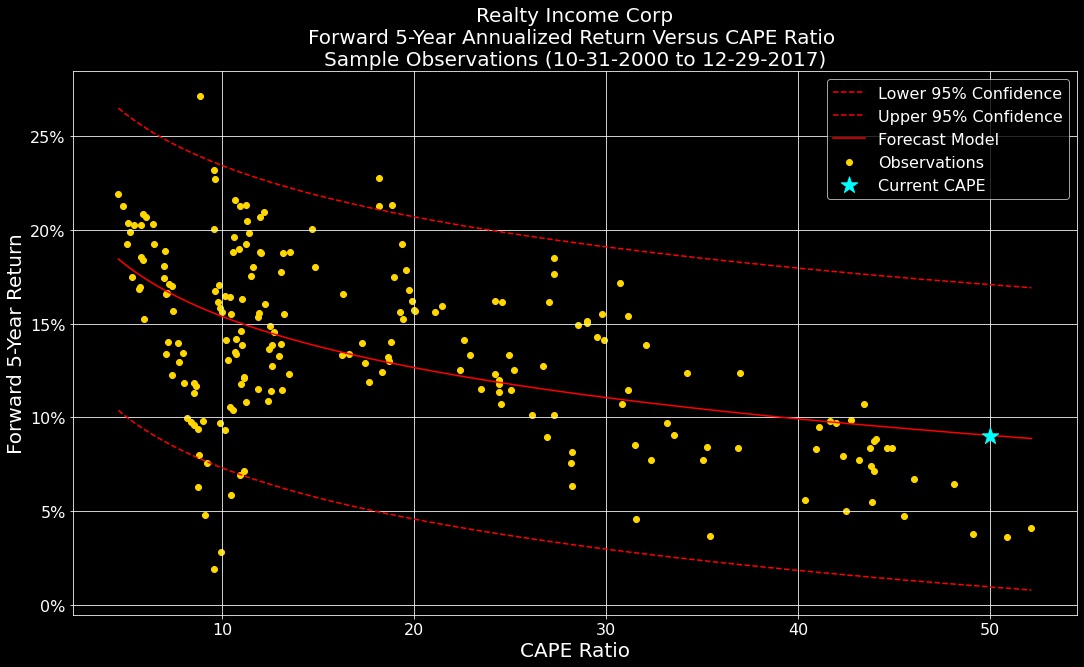 Realty Income Corp
Forward 5-Year Annualized Return Versus CAPE Ratio
Sample Observations (10-31-2000 to 12-29-2017)
Lower 95% Confidence
Upper 95% Confidence
Forecast Model
Observations
Current CAPE
Forward 5-Year Return
25%
20%
15%
10%
5%
0%
10 20 30 40 50
CAPE Ratio